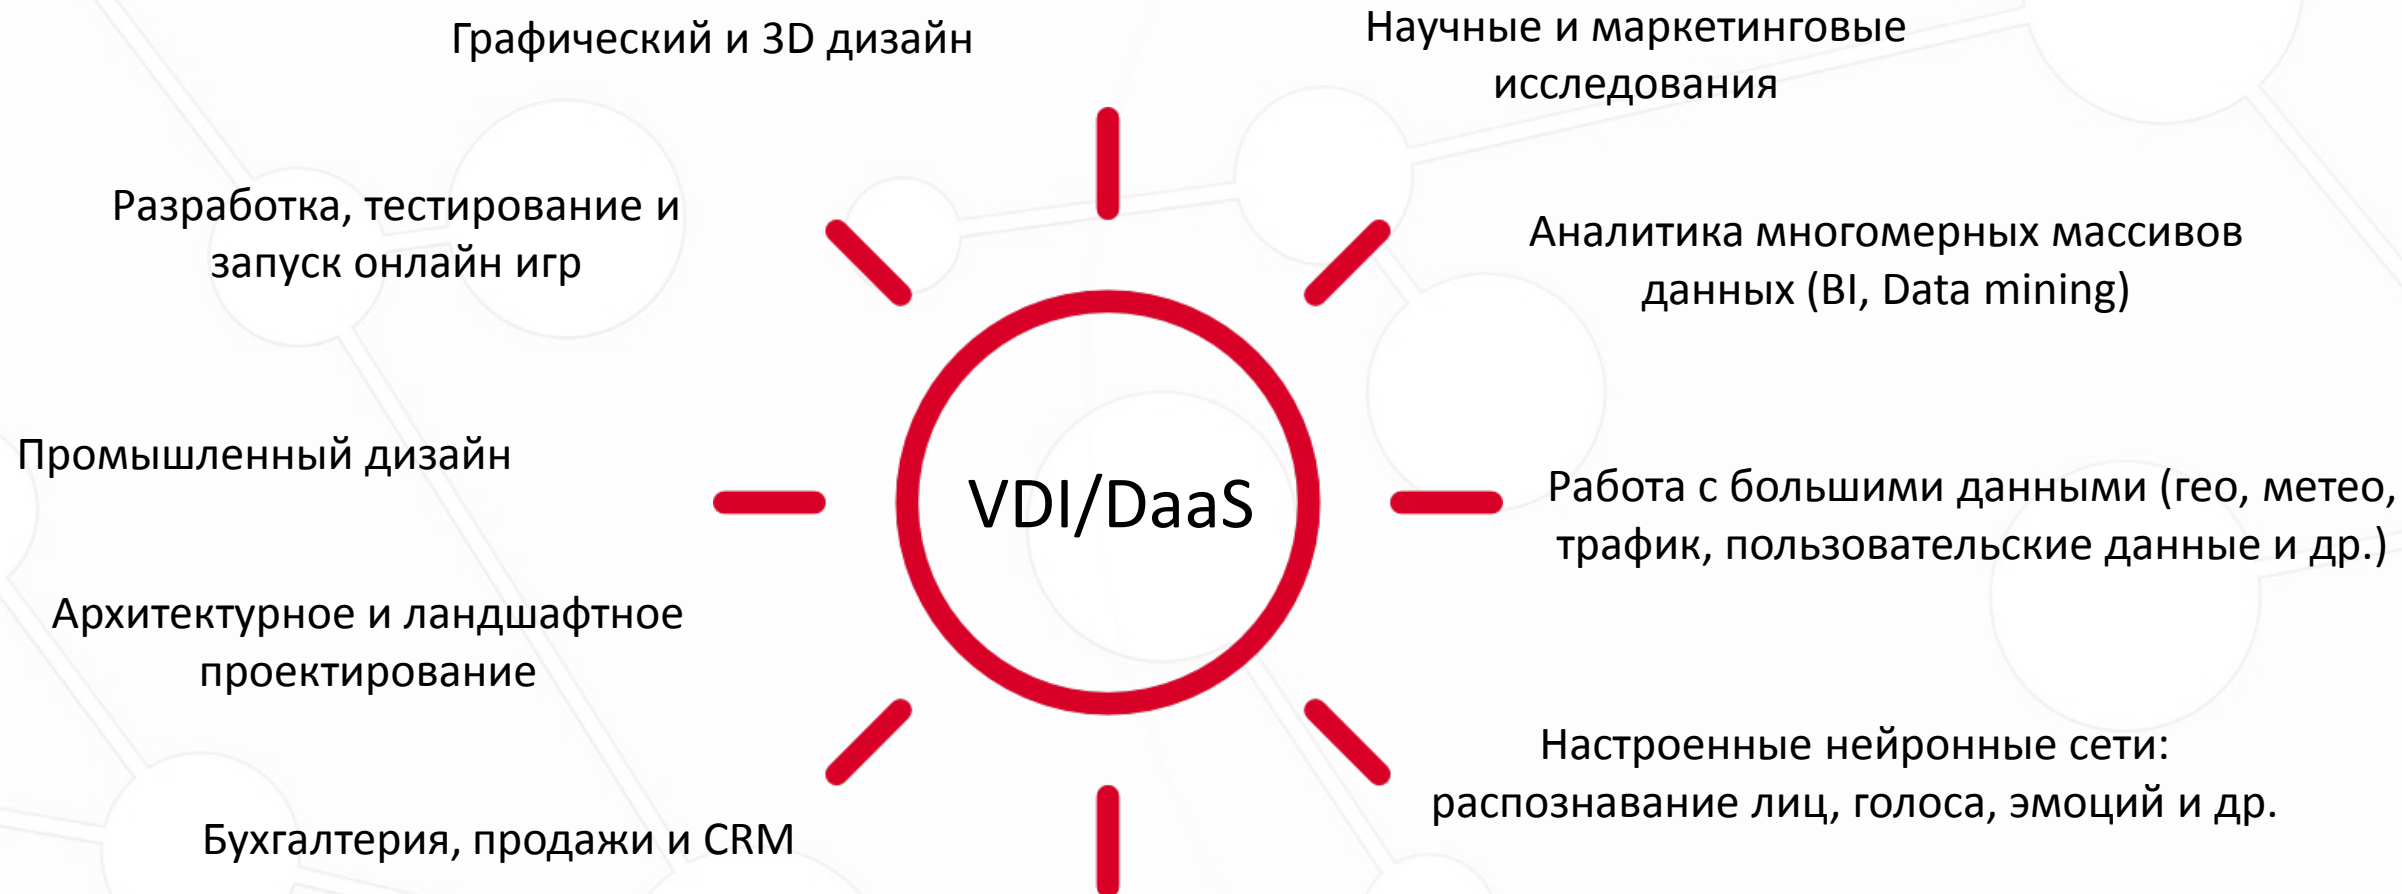 Графический и 3D дизайн
Разработка, тестирование и
запуск онлайн игр
Промышленный дизайн
Архитектурное и ландшафтное
проектирование
Бухгалтерия, продажи и CRM
VDI/DaaS
Научные и маркетинговые
исследования
Аналитика многомерных массивов
данных (BI, Data mining)
Работа с большими данными (гео, метео,
трафик, пользовательские данные и др.)
Настроенные нейронные сети:
распознавание лиц, голоса, эмоций и др.